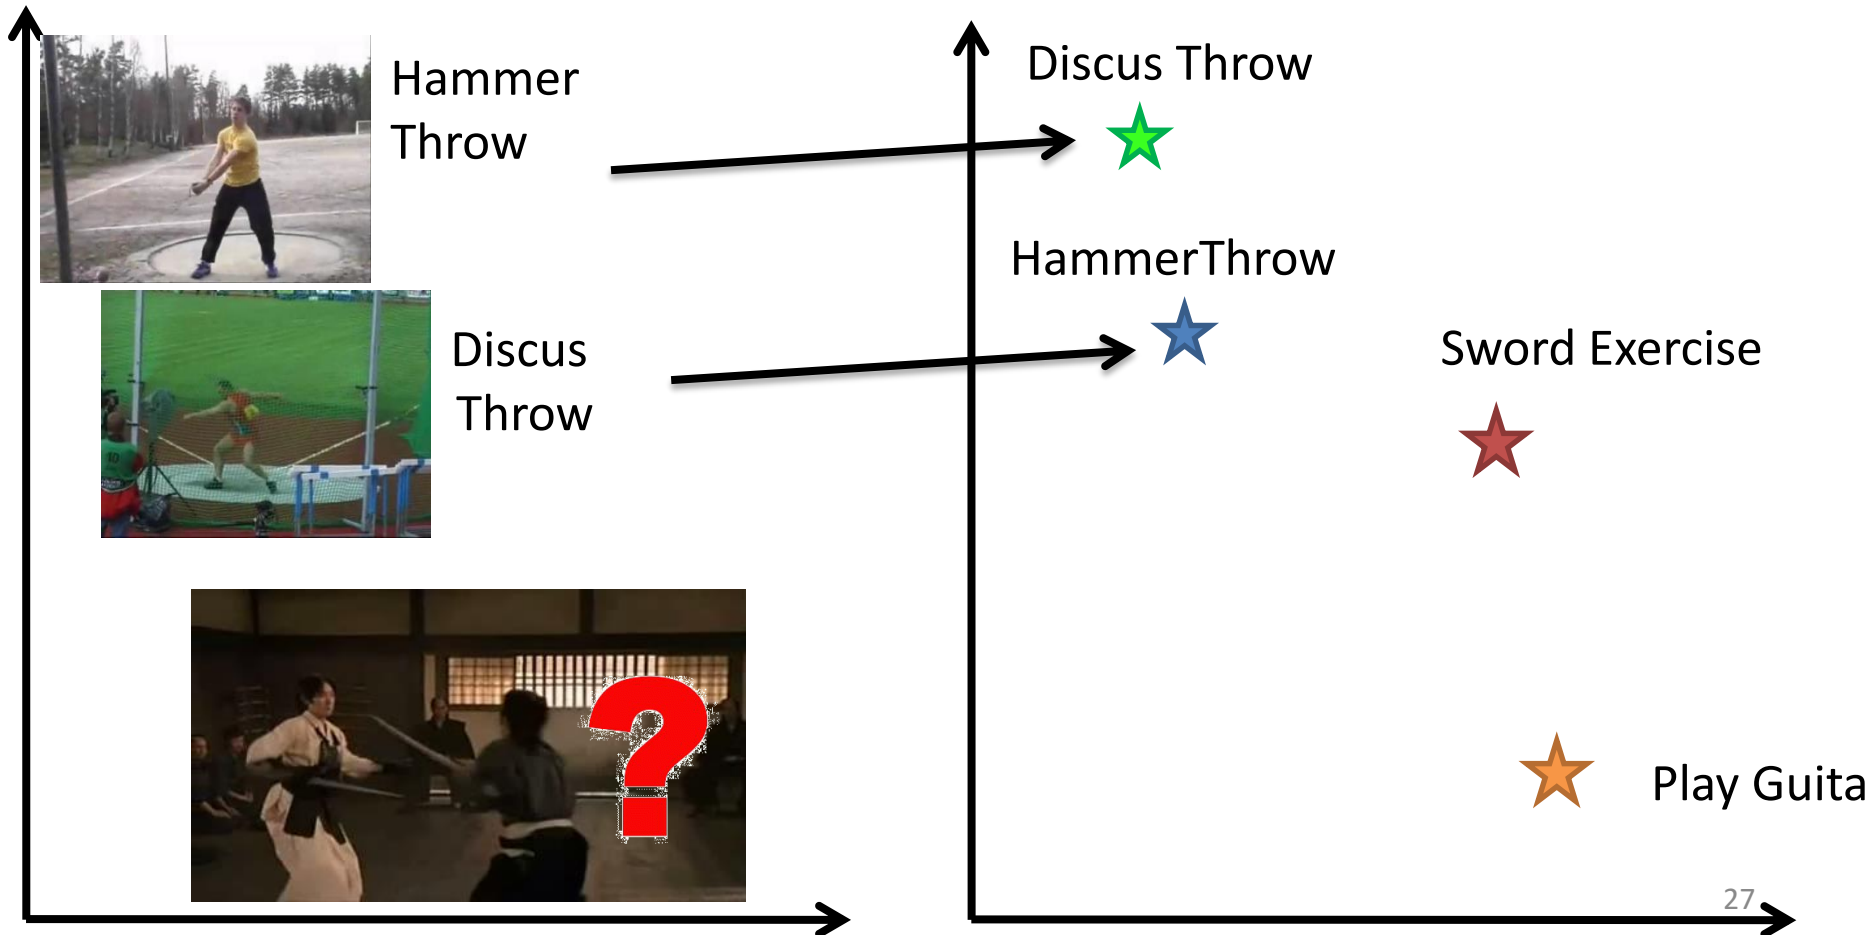 Hammer
Throw
Discus
Throw
?
Discus Throw
HammerThrow
Sword Exercise
Play Guita
27